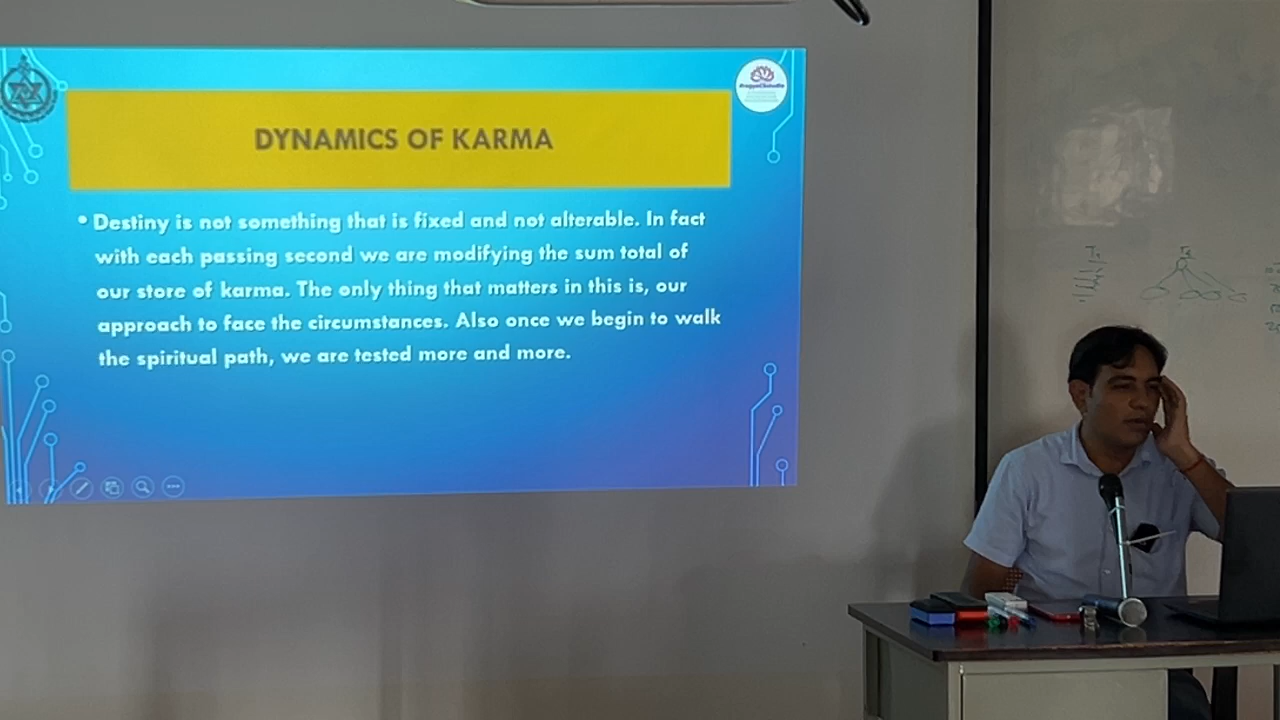 DYNAMICS OF KARMA
• Destiny is not something that is fixed and not alterable. In fact
with each passing second we are modifying the sum total of
our store of karma. The only thing that matters in this is, our
approach to face the circumstances. Also once we begin to walk
the spiritual path, we are tested more and more.